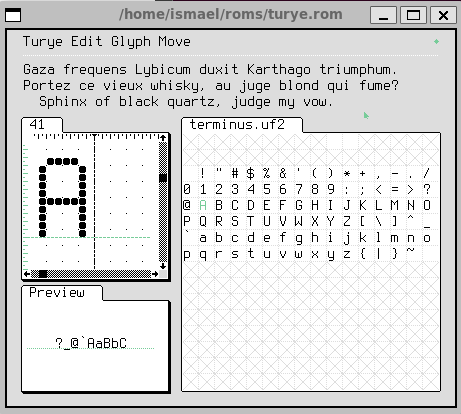 /home/ismael/roms/turye.rom
Turye Edit Glyph Move
Gaza frequens Lybicum duxit Karthago triumphum.
Portez ce vieux whisky, au juge blond qui fume?
Sphinx of black quartz, judge my vow.
41
A
Preview
?_@`AaBbC
terminus.uf2
! " # $ % & ' ( ) * + , - . /
0 1 2 3 4 5 6 7 8 9 : ; < = > ?
@ A B C D E F G H I J K L M N O
P Q R S T U V W X Y Z [ \ ] ^ _
` a b c d e f g h i j k l m n o
p q r s t u v w x y z { | } ~